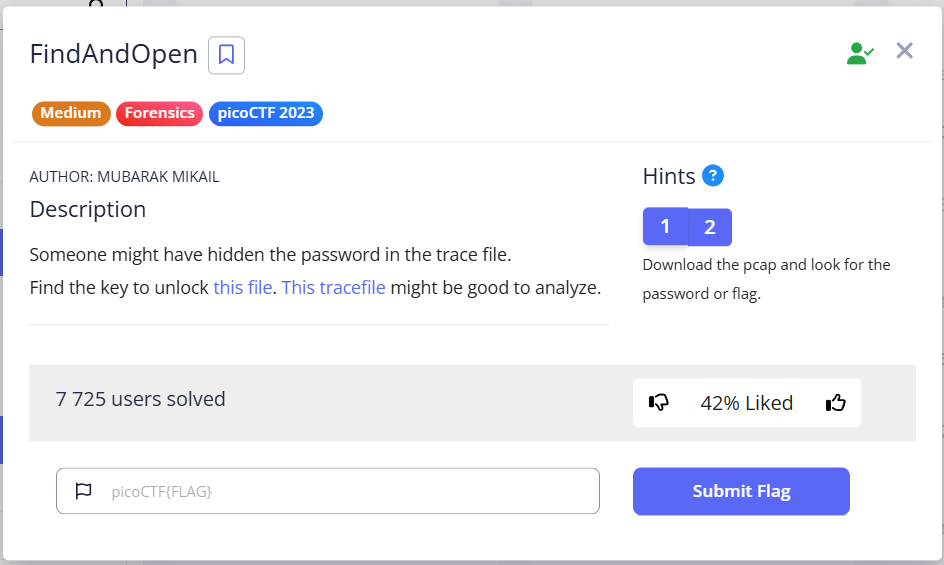 FindAndOpen
Medium Forensics picoCTF 2023
AUTHOR: MUBARAK MIKAIL
Description
Someone might have hidden the password in the trace file.
Find the key to unlock this file. This tracefile might be good to analyze.
Hints ?
1 2
Download the pcap and look for the
password or flag.
7 725 users solved
42% Liked
picoCTF{FLAG}
Submit Flag